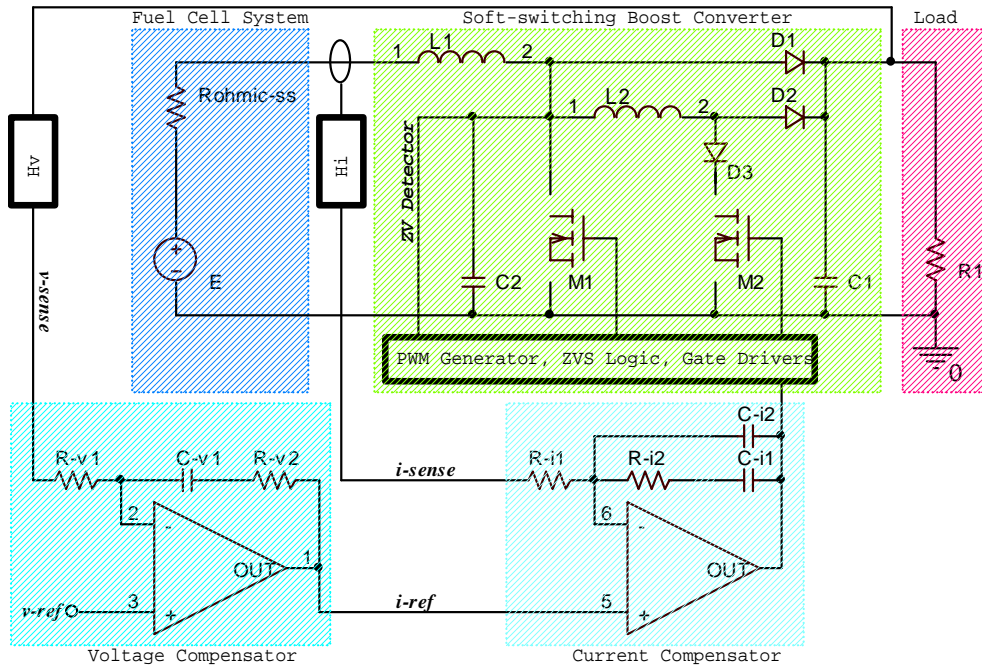 Fuel Cell System
Soft-switching Boost Converter
Load
1
L1
2
D1
Rohmic-ss
1
L2
2
D2
Hv
Hi
ZV Detector
D3
E
C2
M1
M2
C1
R1
v-sense
PWM Generator, ZVS Logic, Gate Drivers
0
R-v1
C-v1
R-v2
i-sense
R-i1
C-i2
R-i2
C-i1
2
-
1
OUT
6
-
OUT
v-ref
3
+
i-ref
5
+
Voltage Compensator
Current Compensator